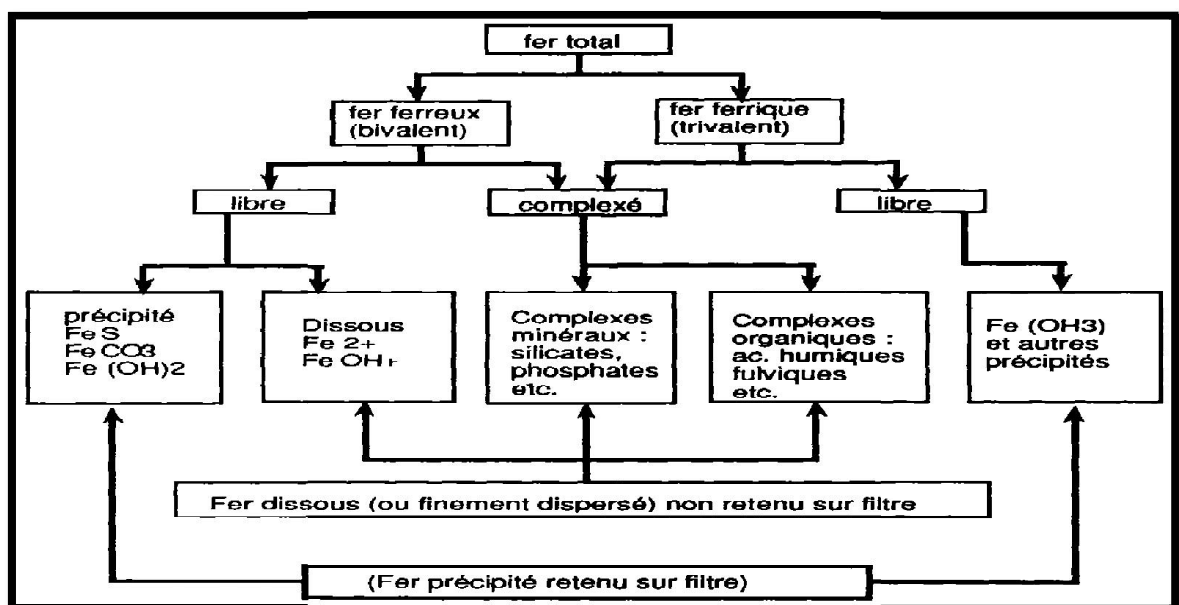 fer total
fer ferreux
(bivalent)
fer ferrique
(trivalent)
libre
complexé
libre
précipité
Fe S
Fe CO3
Fe (OH)2
Dissous
Fe 2+
Fe OH+
Complexes
minéraux :
silicates,
phosphates
etc.
Complexes
organiques :
ac. humiques
fulviques
etc.
Fe (OH3)
et autres
précipités
Fer dissous (ou finement dispersé) non retenu sur filtre
(Fer précipité retenu sur filtre)